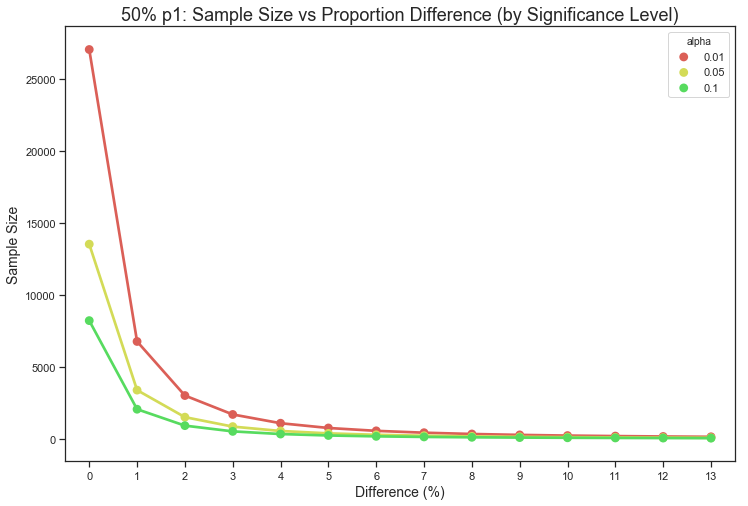 50% p1: Sample Size vs Proportion Difference (by Significance Level)
alpha
0.01
0.05
0.1
25000
20000
15000
10000
5000
0
Sample Size
0 1 2 3 4 5 6 7 8 9 10 11 12 13
Difference (%)